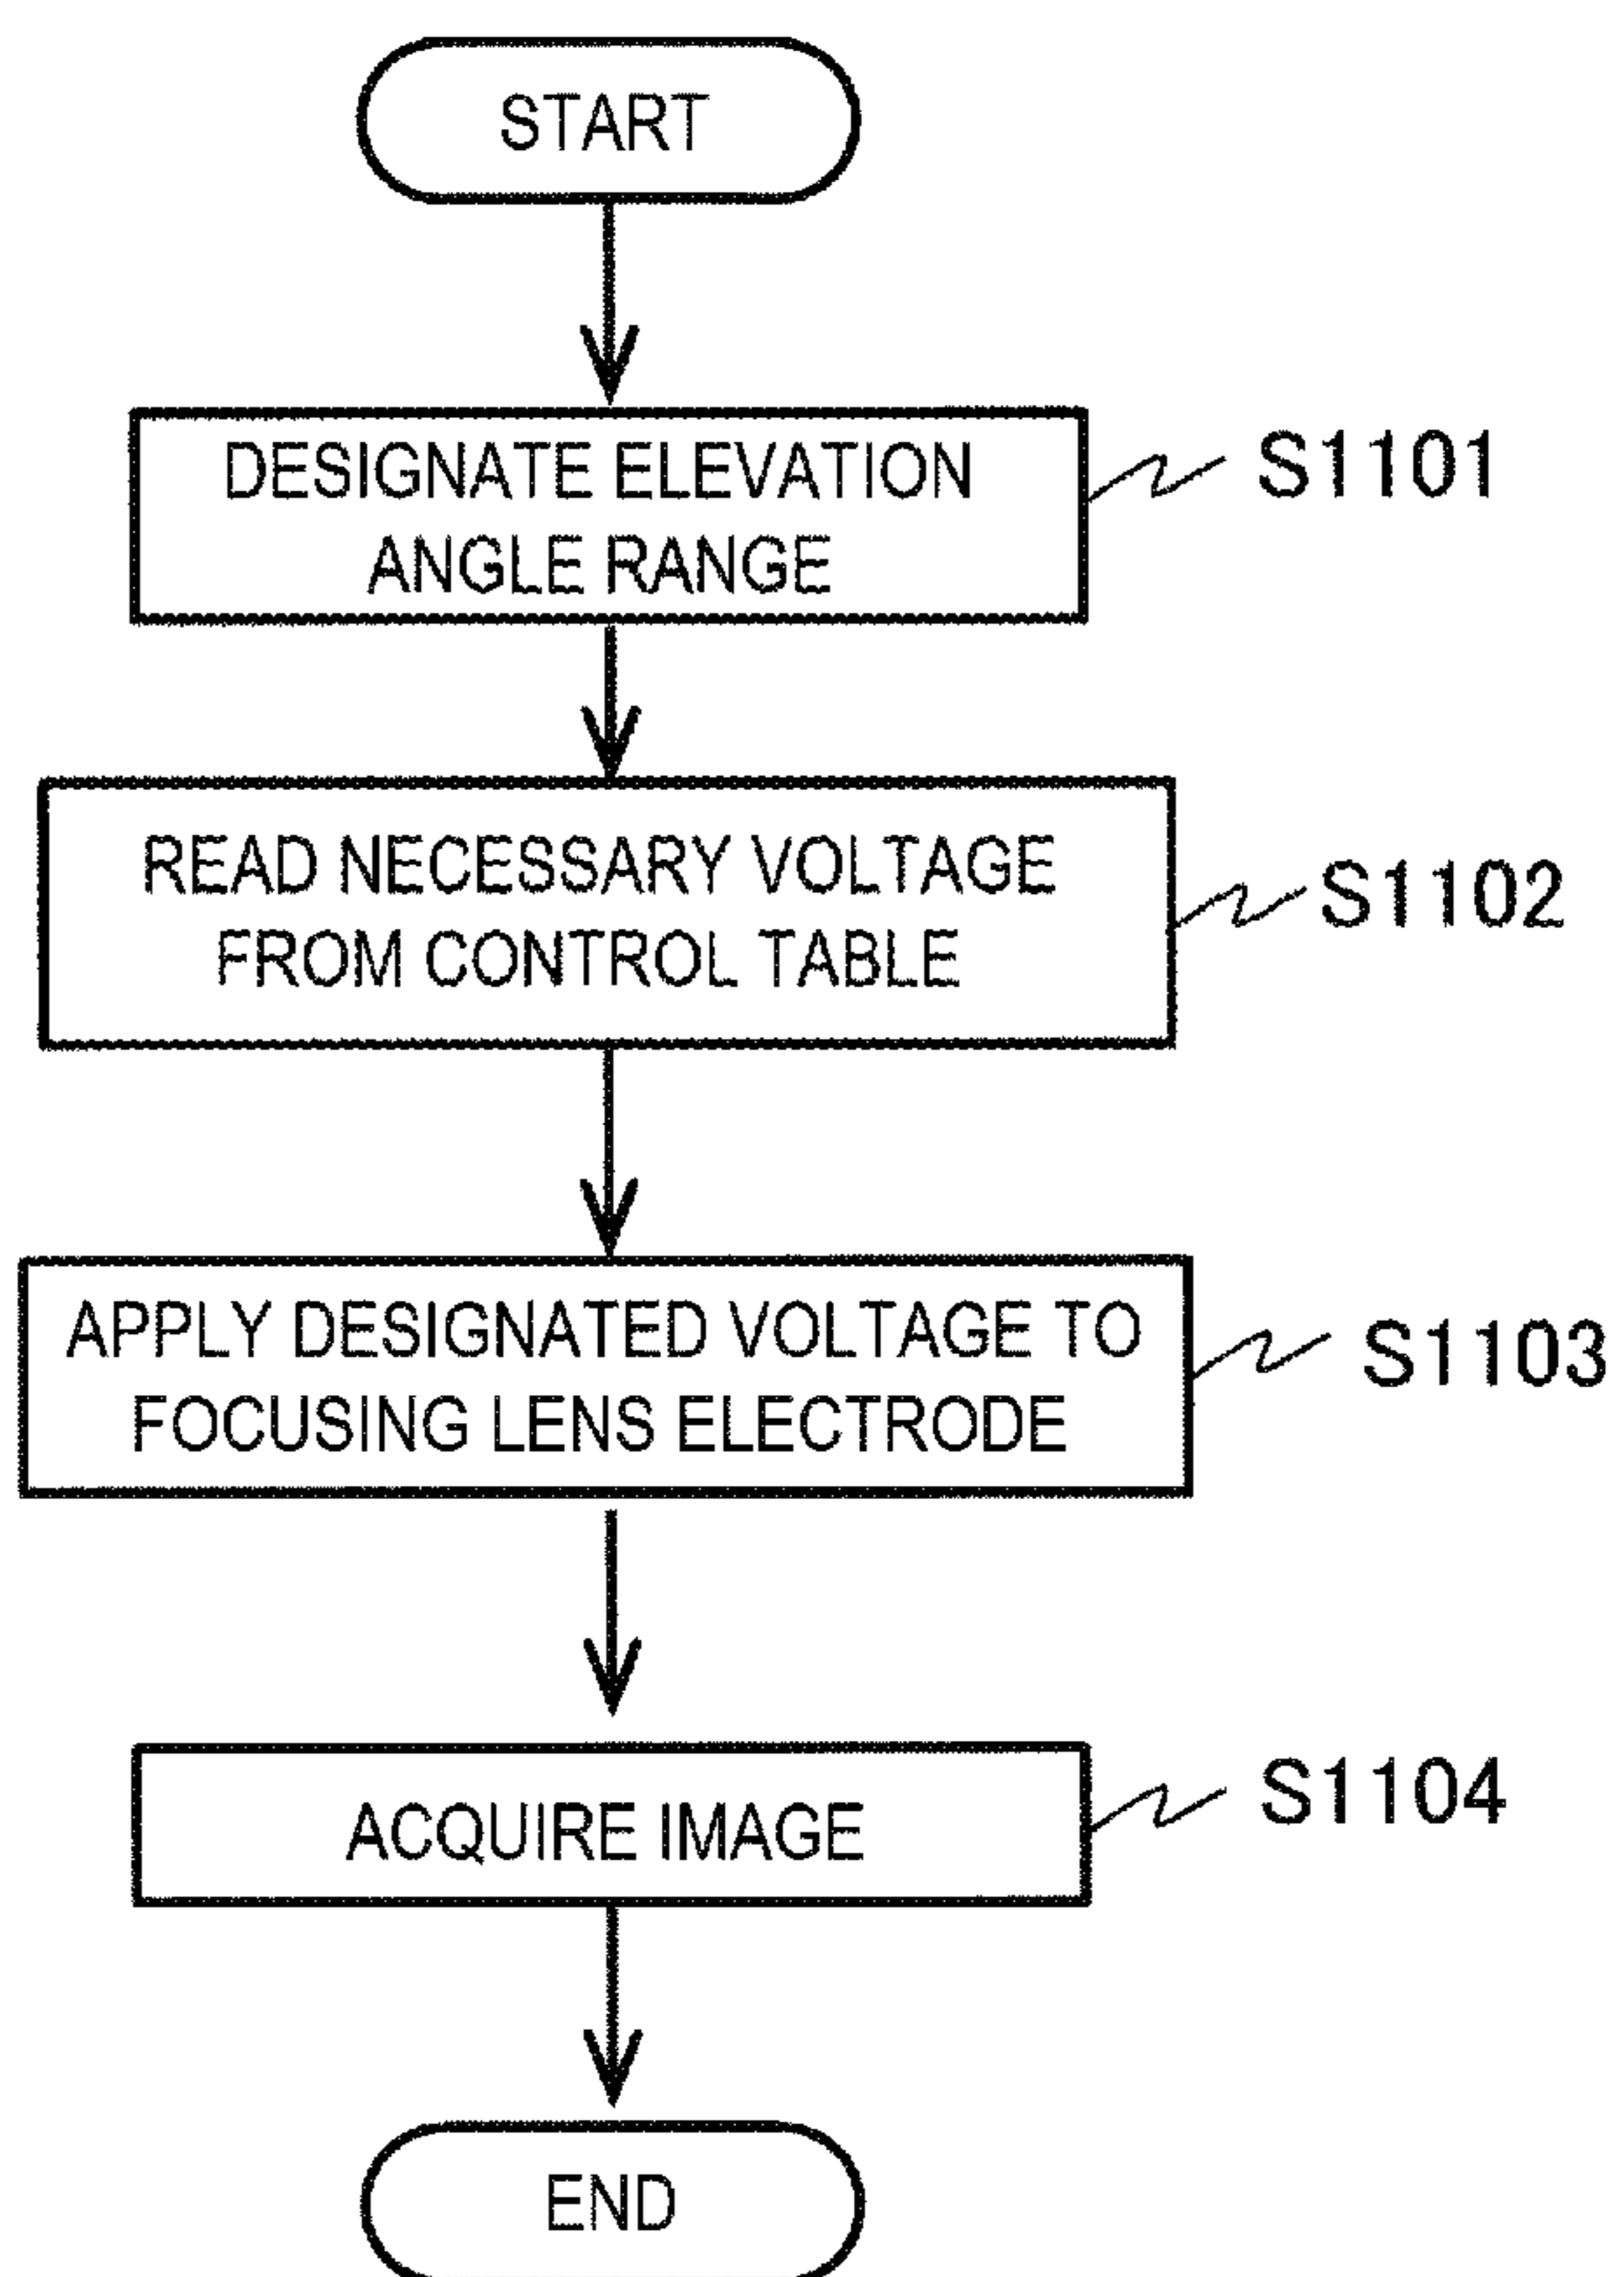 START
DESIGNATE ELEVATION
ANGLE RANGE
S1101
READ NECESSARY VOLTAGE
FROM CONTROL TABLE
S1102
APPLY DESIGNATED VOLTAGE TO
FOCUSING LENS ELECTRODE
S1103
ACQUIRE IMAGE
S1104
END